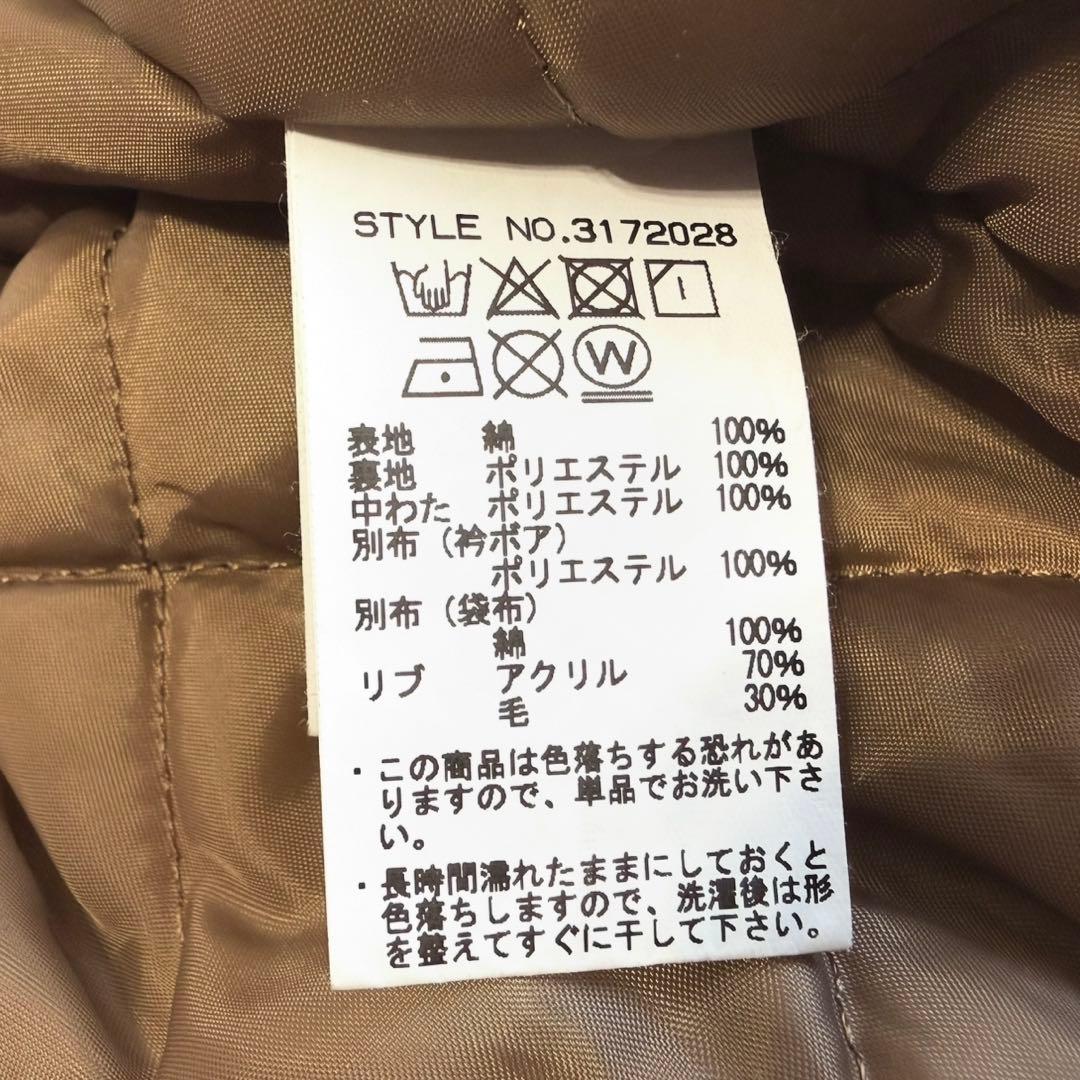 STYLE NO.3172028
W
表地 綿 100%
裏地 ポリエステル 100%
中わた ポリエステル 100%
別布(衿ボア)
ポリエステル 100%
別布(袋布)
綿 100%
リブ アクリル 70%
毛 30%
・この商品は色落ちする恐れがあ
りますので、単品でお洗い下さ
い。
・長時間濡れたままにしておくと
色落ちしますので、洗濯後は形
を整えてすぐに干して下さい。